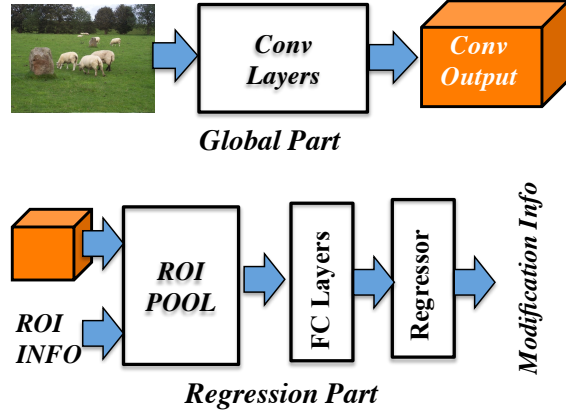 Conv
Layers
Conv
Output
Global Part
ROI
POOL
ROI
INFO
FC Layers
Regressor
Modification Info
Regression Part